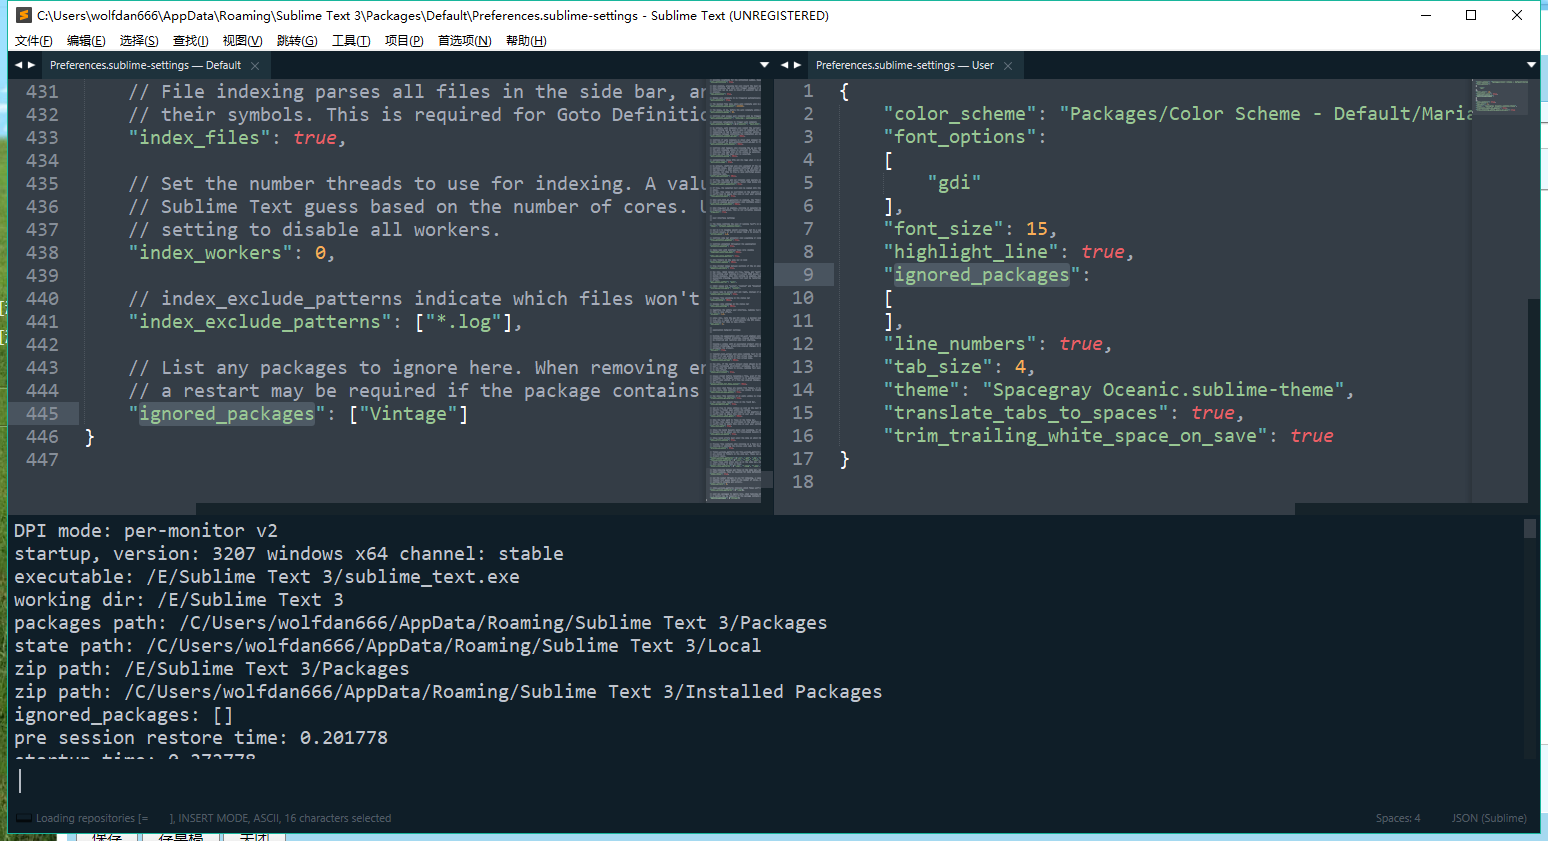 C:\Users\wolfdan666\AppData\Roaming\Sublime Text 3\Packages\Default\Preferences.sublime-settings - Sublime Text (UNREGISTERED)
文件(F) 编辑(E) 选择(S) 查找(I) 视图(V) 跳转(G) 工具(T) 项目(P) 首选项(N) 帮助(H)
Preferences.sublime-settings — Default
431 // File indexing parses all files in the side bar, an
432 // their symbols. This is required for Goto Definitio
433 "index_files": true,
434
435 // Set the number threads to use for indexing. A valu
436 // Sublime Text guess based on the number of cores. U
437 // setting to disable all workers.
438 "index_workers": 0,
439
440 // index_exclude_patterns indicate which files won't
441 "index_exclude_patterns": ["*.log"],
442
443 // List any packages to ignore here. When removing en
444 // a restart may be required if the package contains
445 "ignored_packages": ["Vintage"]
446 }
447
Preferences.sublime-settings — User
1 {
2 "color_scheme": "Packages/Color Scheme - Default/Maria
3 "font_options":
4 [
5 "gdi"
6 ],
7 "font_size": 15,
8 "highlight_line": true,
9 "ignored_packages":
10 [
11 ],
12 "line_numbers": true,
13 "tab_size": 4,
14 "theme": "Spacegray Oceanic.sublime-theme",
15 "translate_tabs_to_spaces": true,
16 "trim_trailing_white_space_on_save": true
17 }
18
DPI mode: per-monitor v2
startup, version: 3207 windows x64 channel: stable
executable: /E/Sublime Text 3/sublime_text.exe
working dir: /E/Sublime Text 3
packages path: /C/Users/wolfdan666/AppData/Roaming/Sublime Text 3/Packages
state path: /C/Users/wolfdan666/AppData/Roaming/Sublime Text 3/Local
zip path: /E/Sublime Text 3/Packages
zip path: /C/Users/wolfdan666/AppData/Roaming/Sublime Text 3/Installed Packages
ignored_packages: []
pre session restore time: 0.201778
startup time: 0.272778
Loading repositories [= ], INSERT MODE, ASCII, 16 characters selected
Spaces: 4 JSON (Sublime)
保存 存草稿 关闭